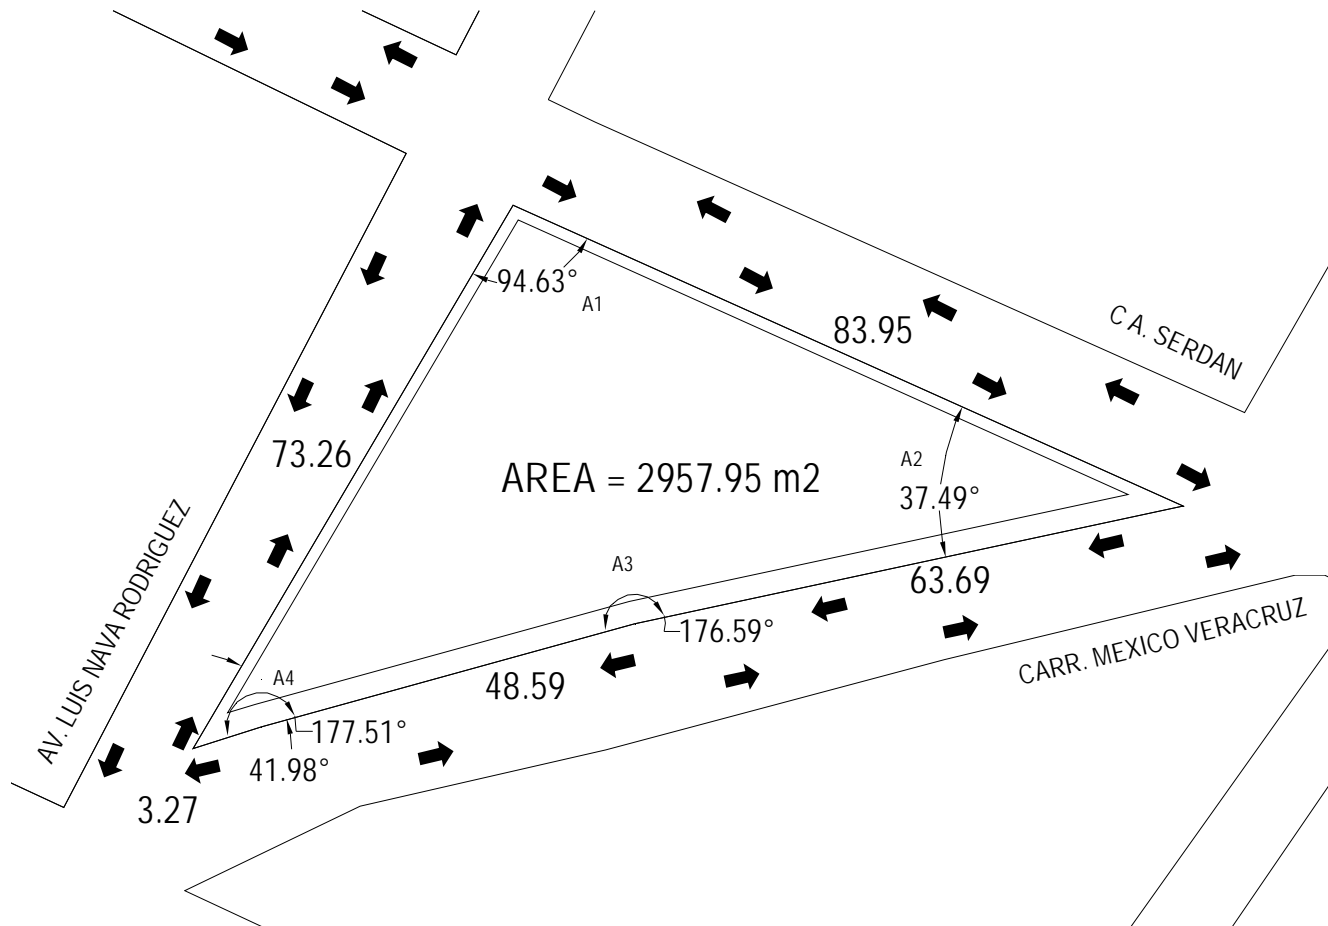 94.63°
A1
83.95
C A. SERDAN
73.26
A2
AREA = 2957.95 m2
37.49°
A3
63.69
AV. LUIS NAVA RODRIGUEZ
176.59°
CARR. MEXICO VERACRUZ
A4
48.59
177.51°
41.98°
3.27